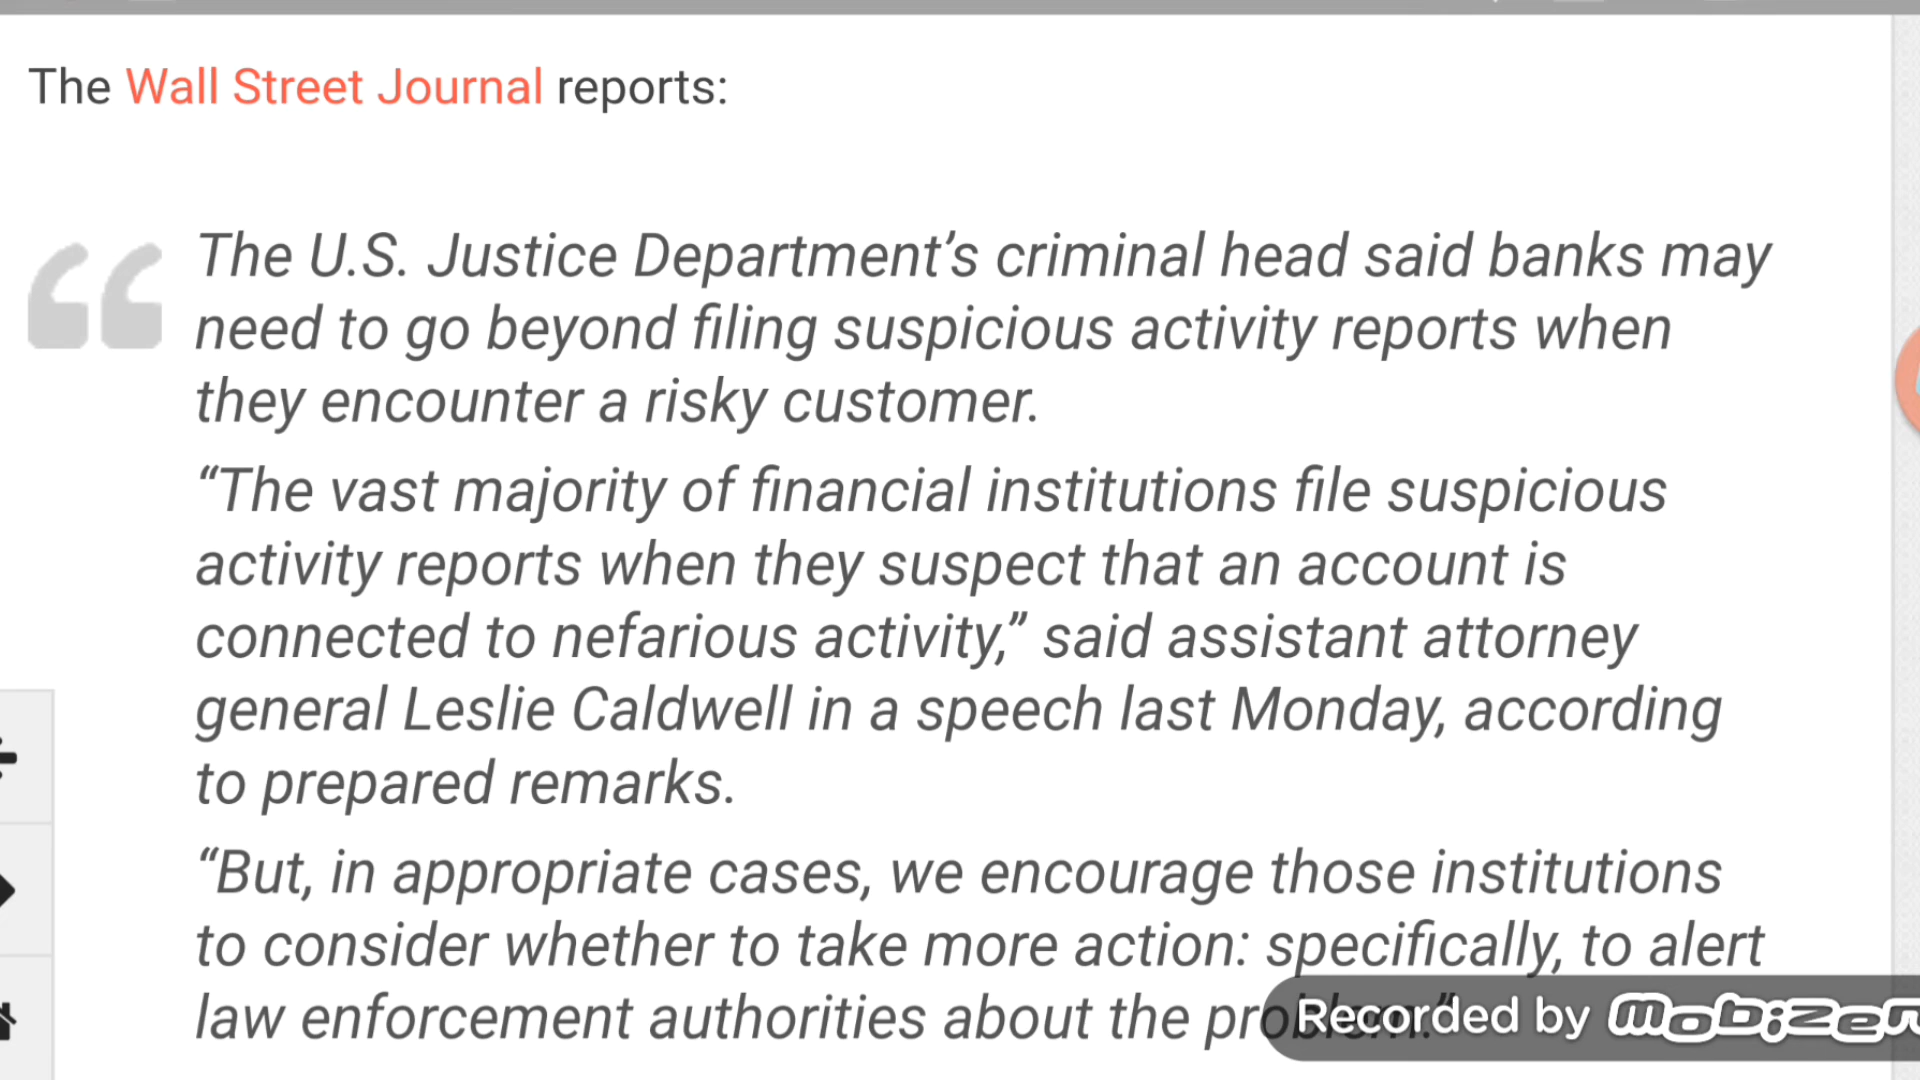 The Wall Street Journal reports:
The U.S. Justice Department’s criminal head said banks may
need to go beyond filing suspicious activity reports when
they encounter a risky customer.
“The vast majority of financial institutions file suspicious
activity reports when they suspect that an account is
connected to nefarious activity,” said assistant attorney
general Leslie Caldwell in a speech last Monday, according
to prepared remarks.
“But, in appropriate cases, we encourage those institutions
to consider whether to take more action: specifically, to alert
law enforcement authorities about the problem.”
Recorded by mobizen